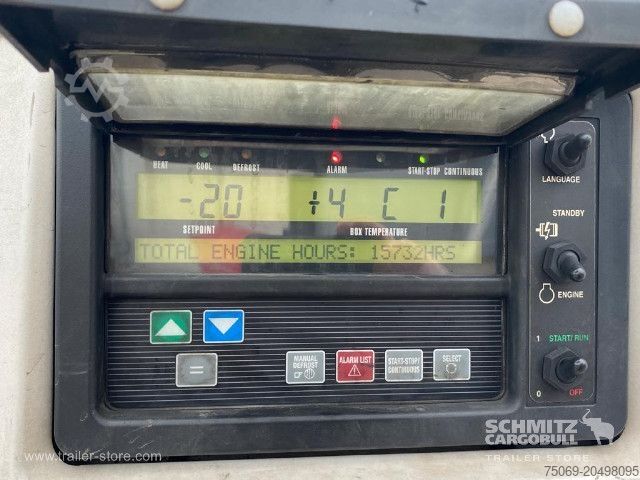 HEAT COOL DEFROST ALARM START-STOP CONTINUOUS
-20 +4 C 1
SETPOINT BOX TEMPERATURE
TOTAL ENGINE HOURS: 15732HRS
LANGUAGE
STANDBY
ENGINE
1 START/RUN
0 OFF
=
MANUAL DEFROST
ALARM LIST
START-STOP/ CONTINUOUS
SELECT
SCHMITZ
CARGOBULL
TRAILER STORE
www.trailer-store.com
75069-20498095